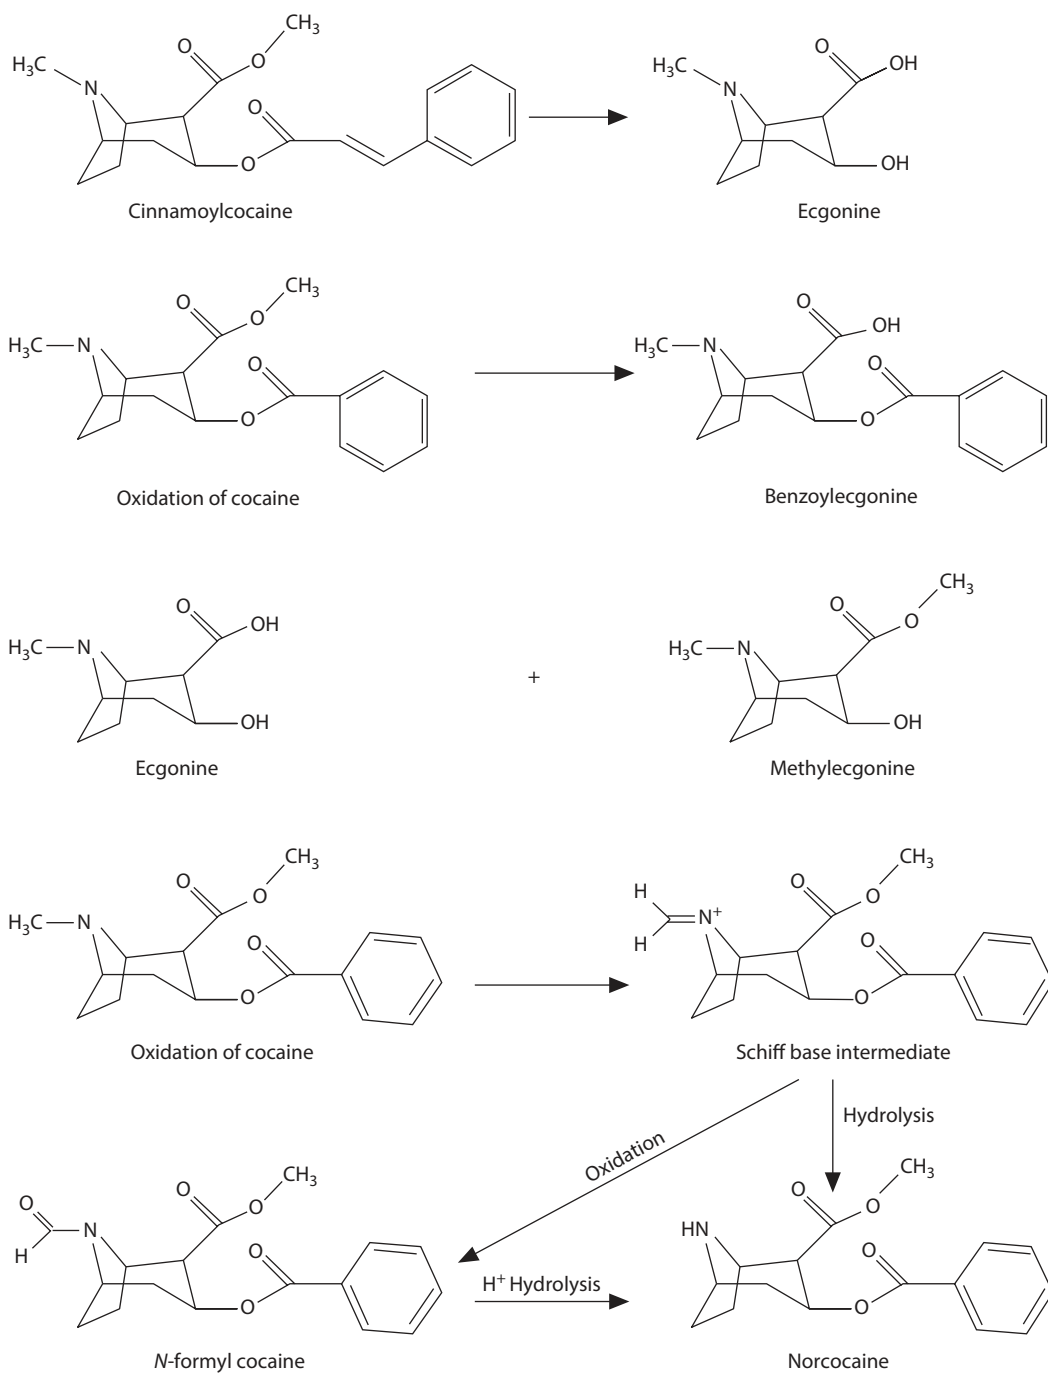 CH₃
O
H₃C
O
N
O
O
Cinnamoylcocaine
O
OH
H₃C
N
OH
Ecgonine
CH₃
O
O
H₃C
N
O
O
Oxidation of cocaine
O
OH
H₃C
N
O
O
Benzoylecgonine
O
OH
H₃C
N
OH
Ecgonine
+
CH₃
O
O
H₃C
N
OH
Methylecgonine
CH₃
O
O
H₃C
N
O
O
Oxidation of cocaine
CH₃
O
O
H
N⁺
H
O
O
Schiff base intermediate
Oxidation
Hydrolysis
CH₃
O
O
O
N
H
O
O
N-formyl cocaine
H⁺ Hydrolysis
CH₃
O
O
HN
O
O
Norcocaine